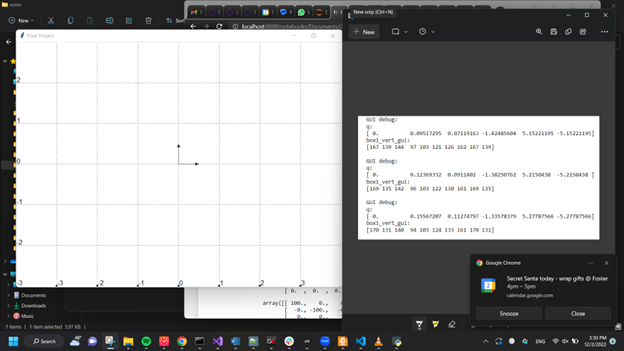 notes
New
Sort
localhost:8888/notebooks/Documents/
Final Project
2
1
0
-1
-2
-3
-3
-2
-1
0
1
2
3
New snip (Ctrl+N)
New
GUI debug:
q:
[ 0. 0.09517295 0.07119163 -1.42485604 5.15221195 -5.15221195]
box1_vert_gui:
[167 139 144 97 103 121 126 162 167 139]
GUI debug:
q:
[ 0. 0.12369332 0.0911402 -1.38250762 5.2150438 -5.2150438 ]
box1_vert_gui:
[169 135 142 96 103 122 130 161 169 135]
GUI debug:
q:
[ 0. 0.15567207 0.11274797 -1.33578379 5.27787566 -5.27787566]
box1_vert_gui:
[170 131 140 94 103 124 133 161 170 131]
Google Chrome
Secret Santa today - wrap gifts @ Foster
4pm – 5pm
calendar.google.com
Snooze
Close
[ 0. , 0. , 0.
array([[ 100., 0.,
[ -0., -100.,
Documents
Downloads
Music
7 items
1 item selected 3.97 KB
48°
Search
ENG
3:30 PM
12/2/2022